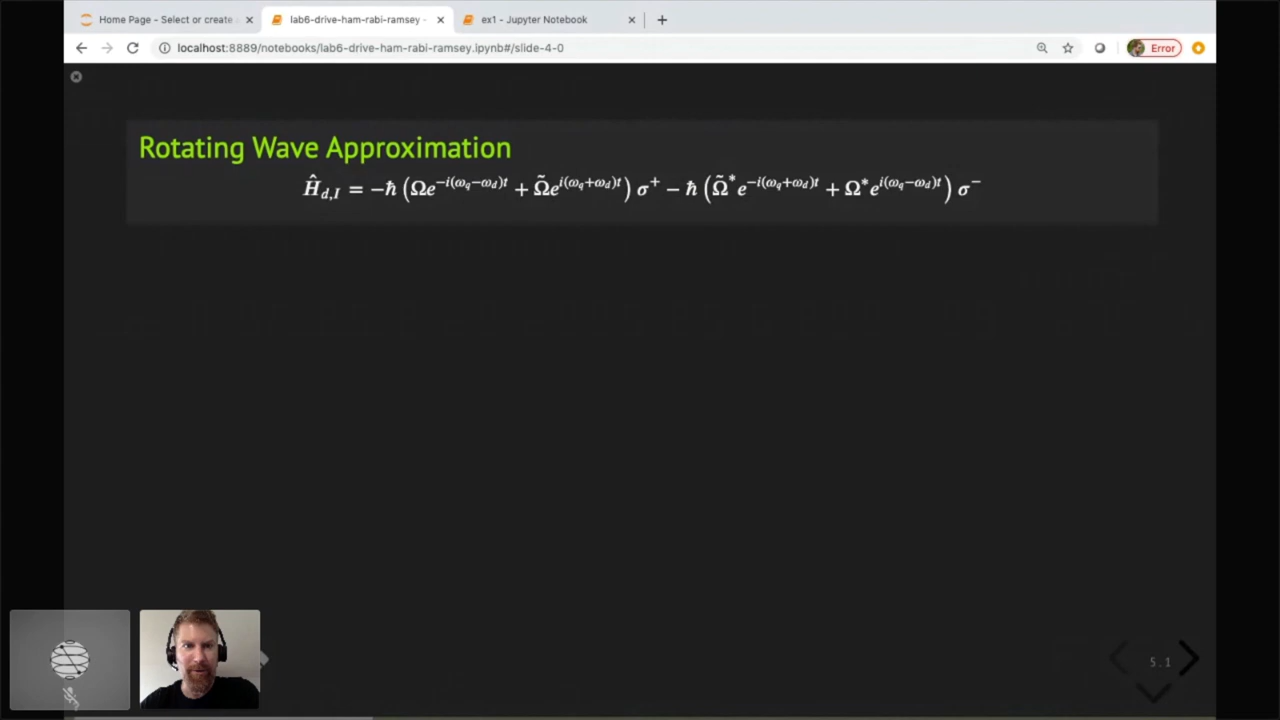 Home Page - Select or create a
lab6-drive-ham-rabi-ramsey -
ex1 - Jupyter Notebook
localhost:8889/notebooks/lab6-drive-ham-rabi-ramsey.ipynb#/slide-4-0
Error
Rotating Wave Approximation
Ĥ_{d,I} = −ℏ (Ωe^{−i(ω_q−ω_d)t} + Ω̃e^{i(ω_q+ω_d)t}) σ⁺ − ℏ (Ω̃*e^{−i(ω_q+ω_d)t} + Ω*e^{i(ω_q−ω_d)t}) σ⁻
5.1